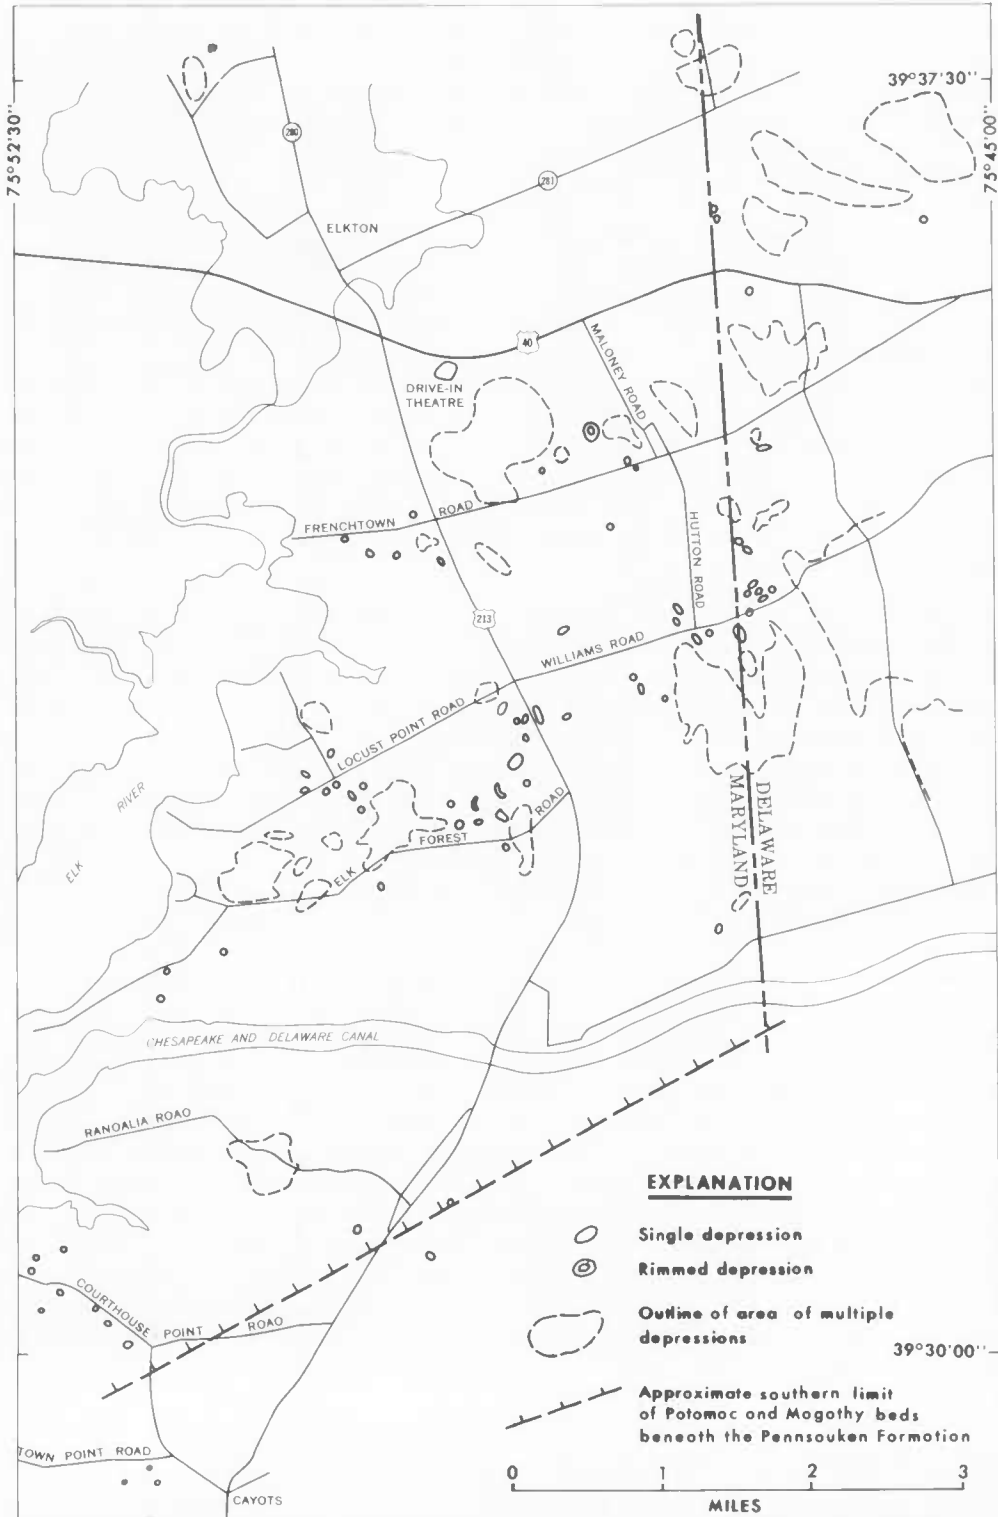 39°37'30"
75°52'30"
75°45'00"
280
281
ELKTON
40
MALONEY ROAD
DRIVE-IN
THEATRE
FRENCHTOWN ROAD
HUTTON ROAD
213
WILLIAMS ROAD
LOCUST POINT ROAD
RIVER
ELK
DELAWARE
MARYLAND
FOREST ROAD
ELK
CHESAPEAKE AND DELAWARE CANAL
RANOALIA ROAO
EXPLANATION
Single depression
Rimmed depression
Outline of area of multiple
depressions
COURTHOUSE POINT ROAO
39°30'00"
Approximate southern limit
of Potomac and Mogothy beds
beneath the Pennsouken Formation
TOWN POINT ROAD
CAYOTS
0 1 2 3
MILES